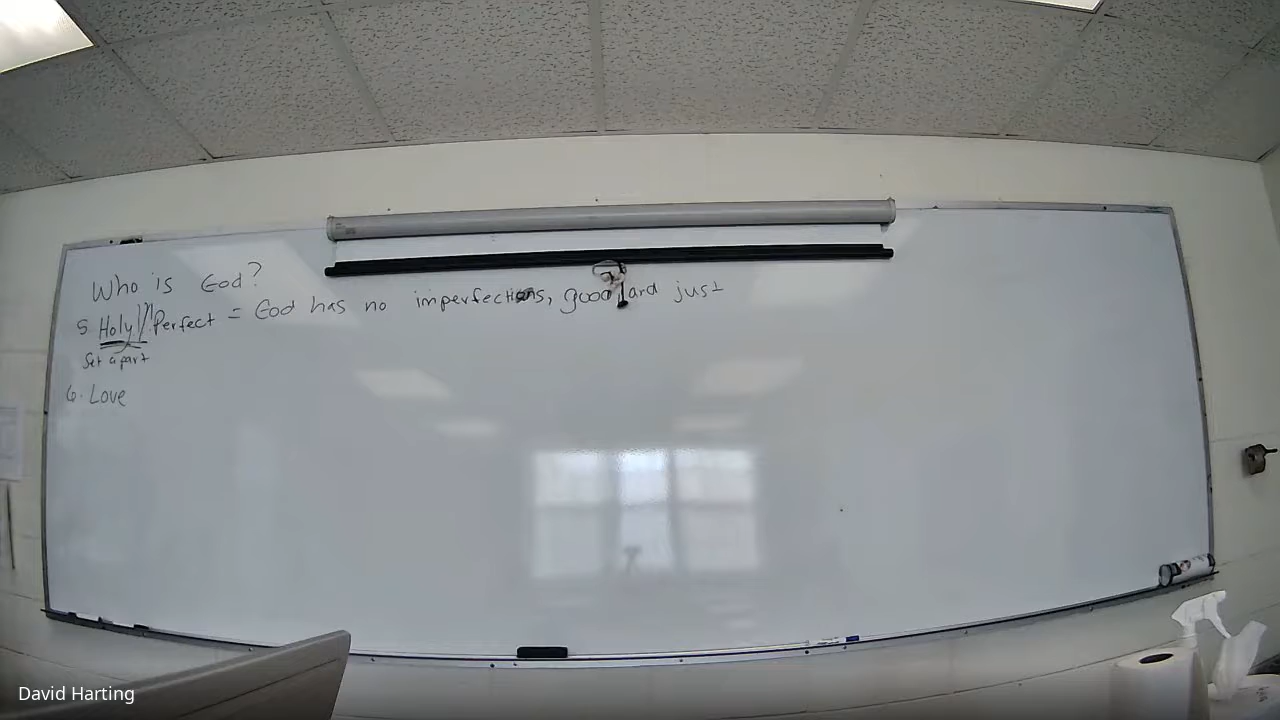 Who is God?
5. Holy // Perfect = God has no imperfections, good and just
Set apart
6. Love
David Harting